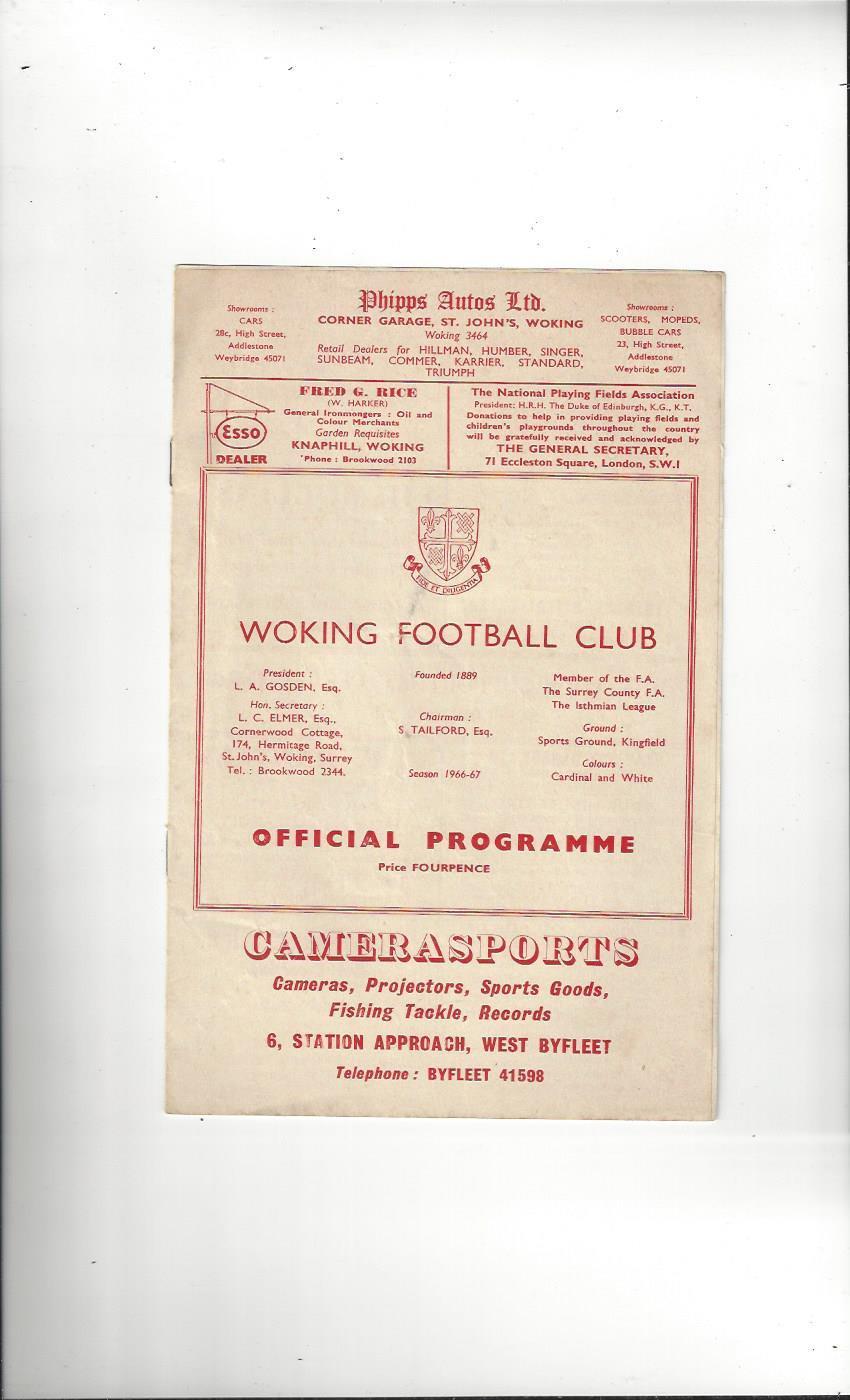 Phipps Autos Ltd.
CORNER GARAGE, ST. JOHN'S, WOKING
Woking 3464
Retail Dealers for HILLMAN, HUMBER, SINGER,
SUNBEAM, COMMER, KARRIER, STANDARD,
TRIUMPH
Showrooms :
CARS
28c, High Street,
Addlestone
Weybridge 45071
Showrooms :
SCOOTERS, MOPEDS,
BUBBLE CARS
23, High Street,
Addlestone
Weybridge 45071
Esso
DEALER
FRED G. RICE
(W. HARKER)
General Ironmongers : Oil and
Colour Merchants
Garden Requisites
KNAPHILL, WOKING
'Phone : Brookwood 2103
The National Playing Fields Association
President: H.R.H. The Duke of Edinburgh, K.G., K.T.
Donations to help in providing playing fields and
children's playgrounds throughout the country
will be gratefully received and acknowledged by
THE GENERAL SECRETARY,
71 Eccleston Square, London, S.W.1
FIDE ET DILIGENTIA
WOKING FOOTBALL CLUB
President :
L. A. GOSDEN, Esq.
Hon. Secretary :
L. C. ELMER, Esq.,
Cornerwood Cottage,
174, Hermitage Road,
St. John's, Woking, Surrey
Tel. : Brookwood 2344.
Founded 1889
Chairman :
S. TAILFORD, Esq.
Season 1966-67
Member of the F.A.
The Surrey County F.A.
The Isthmian League
Ground :
Sports Ground, Kingfield
Colours :
Cardinal and White
OFFICIAL PROGRAMME
Price FOURPENCE
CAMERASPORTS
Cameras, Projectors, Sports Goods,
Fishing Tackle, Records
6, STATION APPROACH, WEST BYFLEET
Telephone : BYFLEET 41598